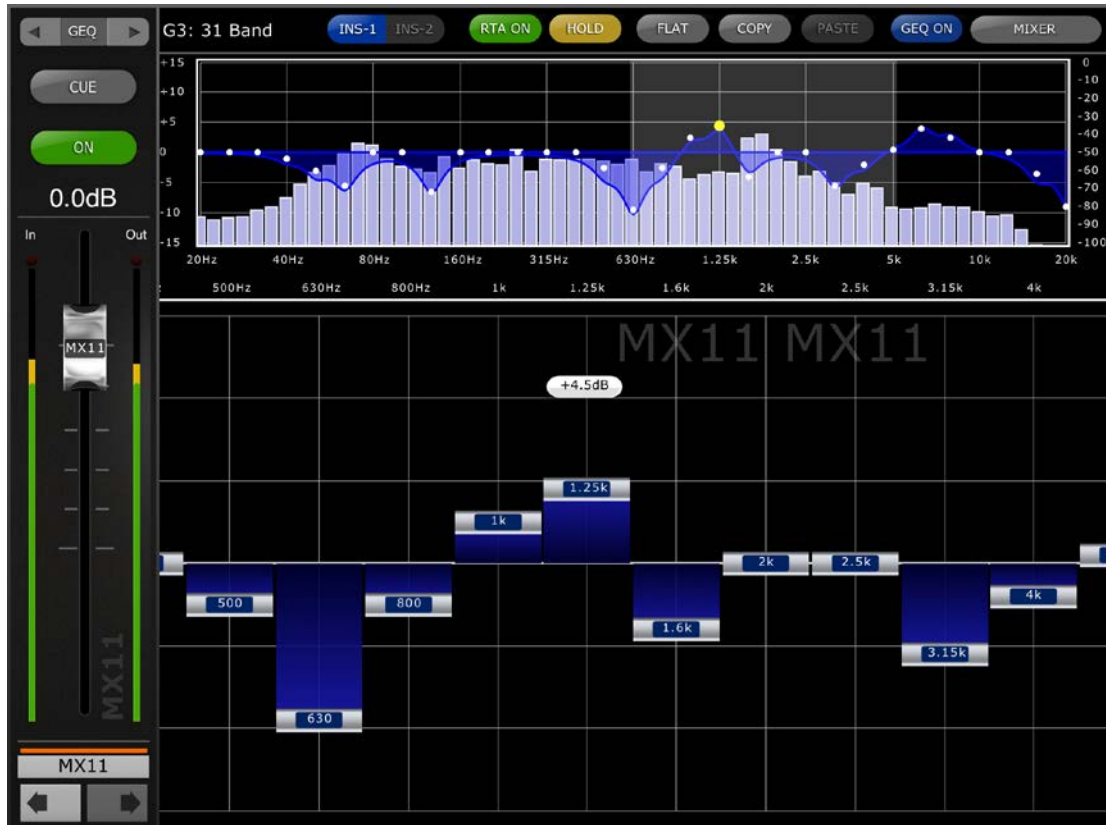 GEQ G3: 31 Band INS-1 INS-2 RTA ON HOLD FLAT COPY PASTE GEQ ON MIXER
CUE
ON
0.0dB
In Out
+15 0
+10 -10
-20
+5 -30
-40
0 -50
-5 -60
-70
-10 -80
-90
-15 -100
20Hz 40Hz 80Hz 160Hz 315Hz 630Hz 1.25k 2.5k 5k 10k 20k
500Hz 630Hz 800Hz 1k 1.25k 1.6k 2k 2.5k 3.15k 4k
MX11 MX11
MX11
+4.5dB
1.25k
1k
2k 2.5k
500 800 4k
1.6k
3.15k
630
MX11
MX11